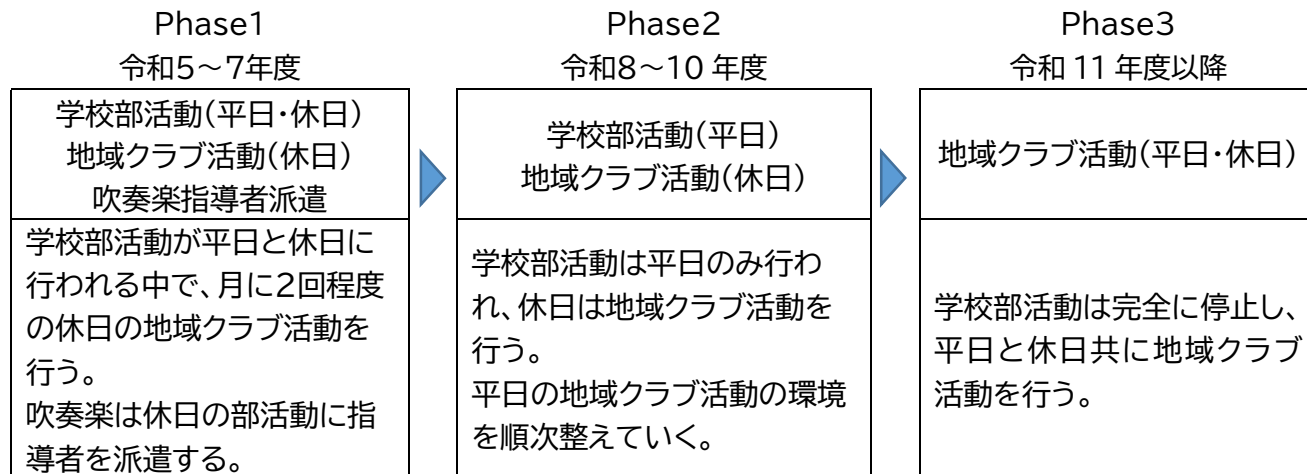 Phase1
令和5～7年度
学校部活動(平日・休日)
地域クラブ活動(休日)
吹奏楽指導者派遣
学校部活動が平日と休日に
行われる中で、月に2回程度
の休日の地域クラブ活動を
行う。
吹奏楽は休日の部活動に指
導者を派遣する。
Phase2
令和8～10 年度
学校部活動(平日)
地域クラブ活動(休日)
学校部活動は平日のみ行わ
れ、休日は地域クラブ活動を
行う。
平日の地域クラブ活動の環境
を順次整えていく。
Phase3
令和 11 年度以降
地域クラブ活動(平日・休日)
学校部活動は完全に停止し、
平日と休日共に地域クラブ
活動を行う。